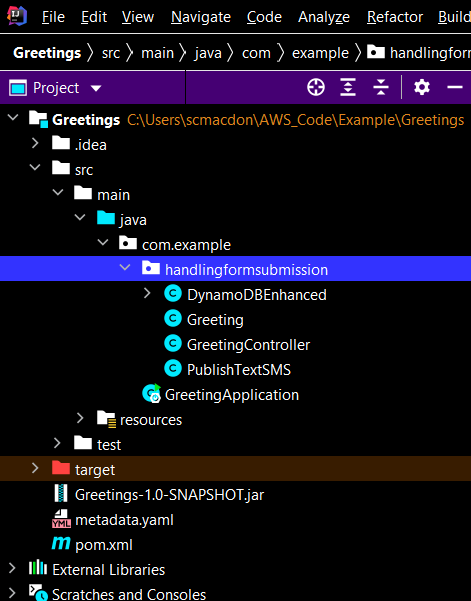 File Edit View Navigate Code Analyze Refactor Build
Greetings src main java com example handlingform
Project
Greetings C:\Users\scmacdon\AWS_Code\Example\Greetings
.idea
src
main
java
com.example
handlingformsubmission
C DynamoDBEnhanced
C Greeting
C GreetingController
C PublishTextSMS
C GreetingApplication
resources
test
target
Greetings-1.0-SNAPSHOT.jar
YML metadata.yaml
m pom.xml
External Libraries
Scratches and Consoles